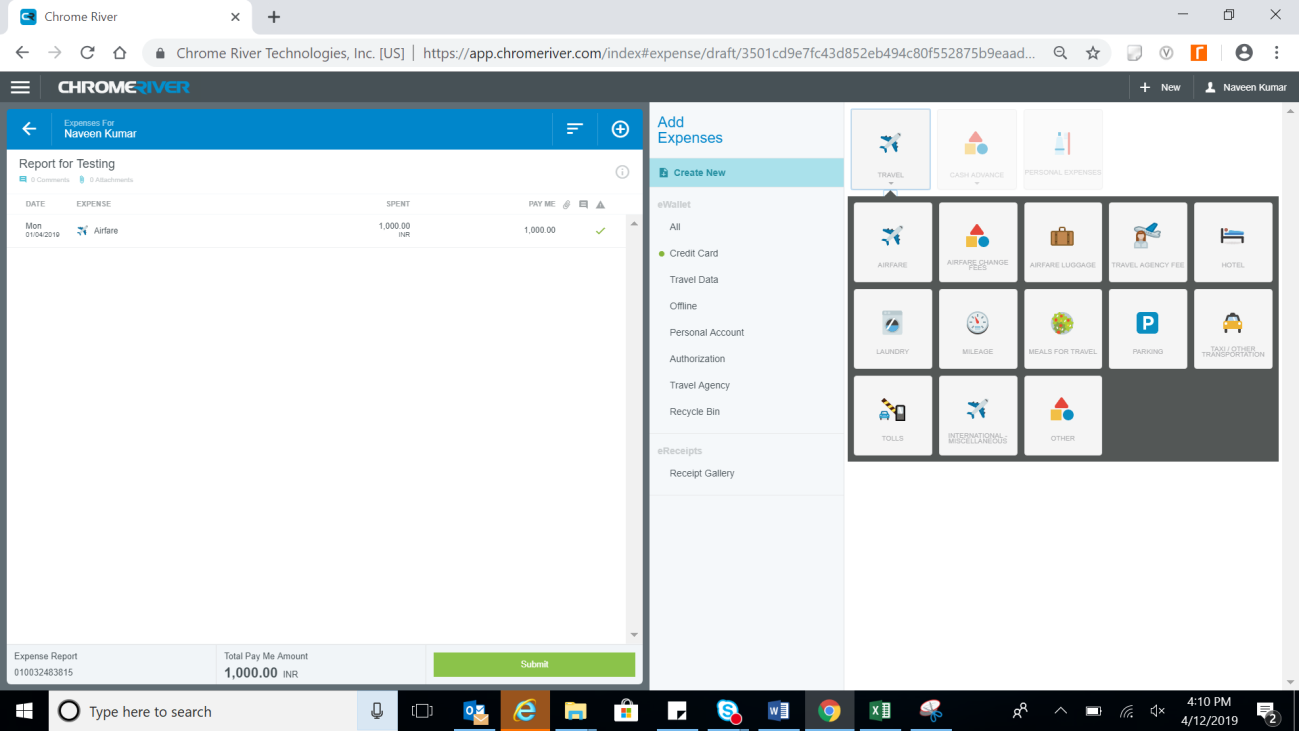 Chrome River
Chrome River Technologies, Inc. [US] | https://app.chromeriver.com/index#expense/draft/3501cd9e7fc43d852eb494c80f552875b9eaad...
CHROMERIVER
New
Naveen Kumar
Expenses For
Naveen Kumar
Report for Testing
0 Comments
0 Attachments
DATE EXPENSE SPENT PAY ME
Mon
01/04/2019
Airfare
1,000.00
INR
1,000.00
Expense Report
010032483815
Total Pay Me Amount
1,000.00 INR
Submit
Add
Expenses
Create New
eWallet
All
Credit Card
Travel Data
Offline
Personal Account
Authorization
Travel Agency
Recycle Bin
eReceipts
Receipt Gallery
TRAVEL
CASH ADVANCE
PERSONAL EXPENSES
AIRFARE
AIRFARE CHANGE
FEES
AIRFARE LUGGAGE
TRAVEL AGENCY FEE
HOTEL
LAUNDRY
MILEAGE
MEALS FOR TRAVEL
P
PARKING
TAXI / OTHER
TRANSPORTATION
TOLLS
INTERNATIONAL -
MISCELLANEOUS
OTHER
Type here to search
4:10 PM
4/12/2019
2